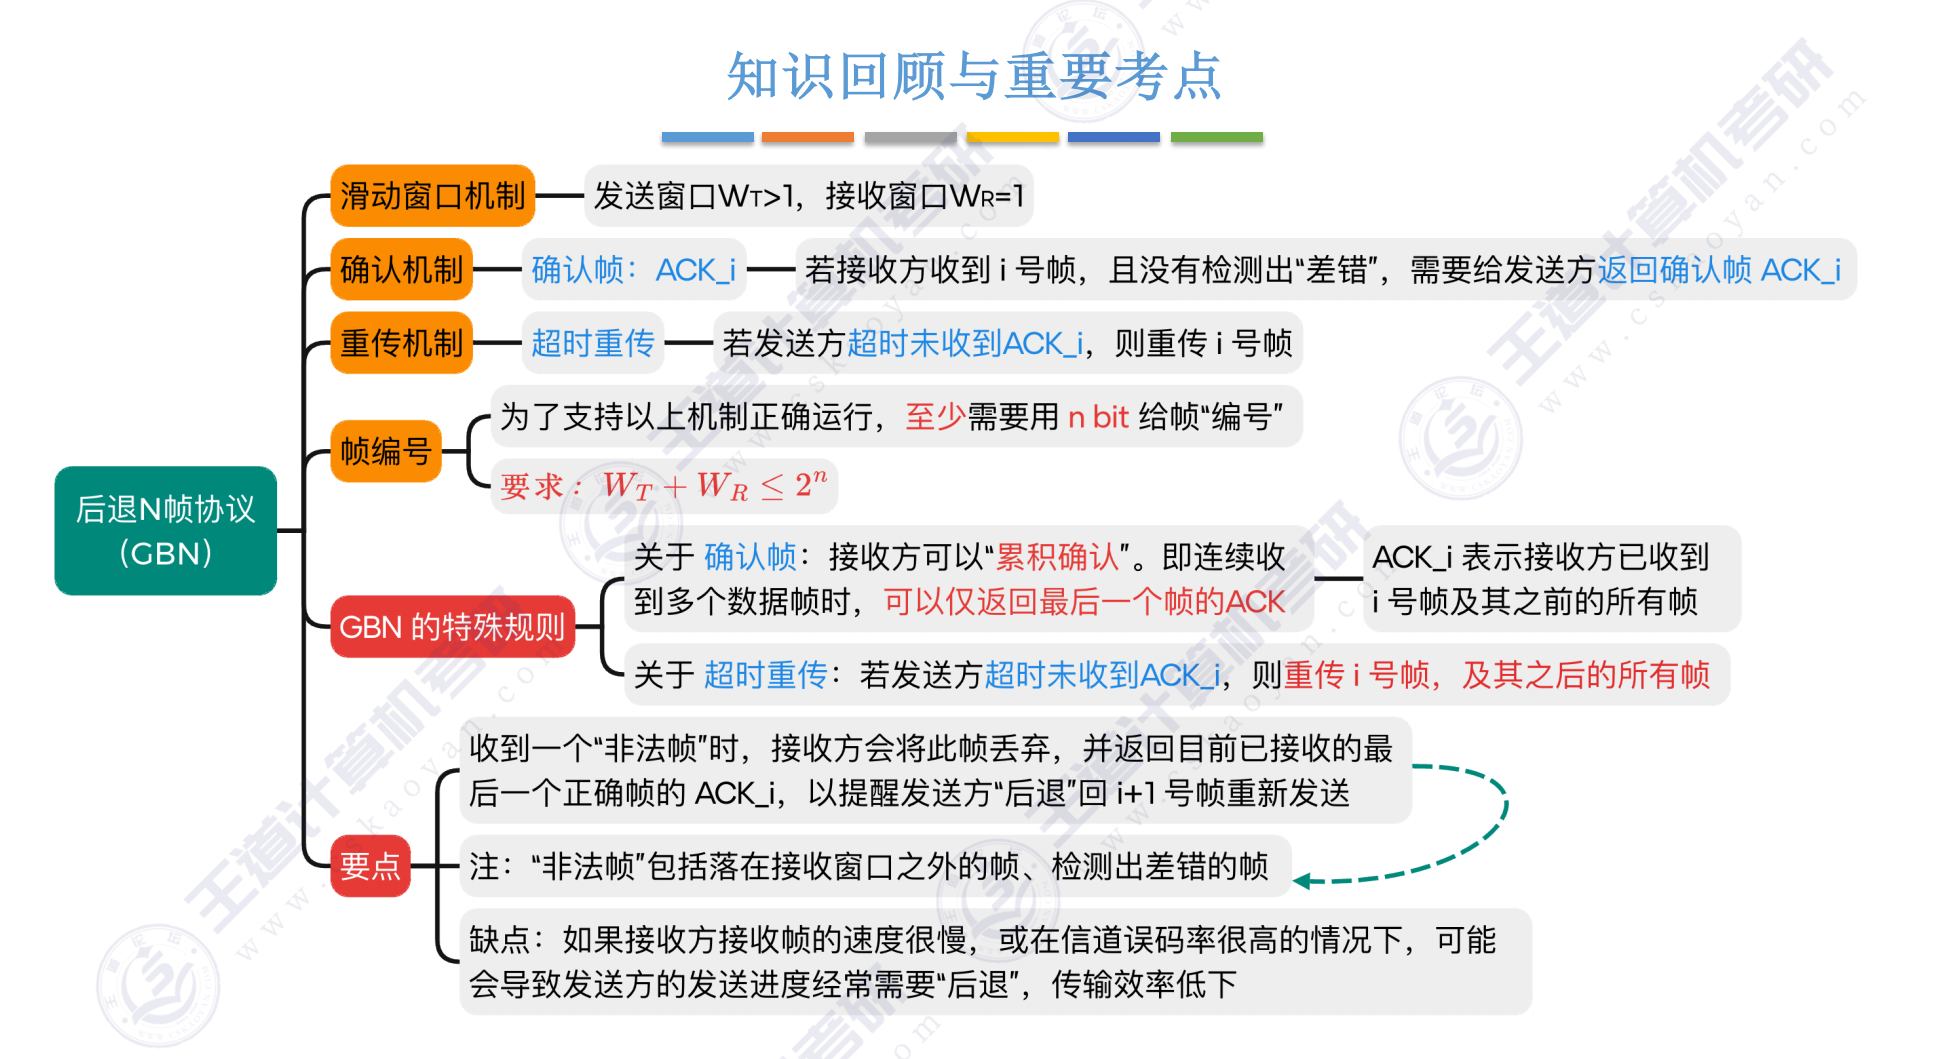 知识回顾与重要考点
滑动窗口机制
发送窗口WT>1，接收窗口WR=1
确认机制
确认帧：ACK_i
若接收方收到 i 号帧，且没有检测出“差错”，需要给发送方返回确认帧 ACK_i
重传机制
超时重传
若发送方超时未收到ACK_i，则重传 i 号帧
帧编号
为了支持以上机制正确运行，至少需要用 n bit 给帧“编号”
要求：W_T + W_R ≤ 2^n
后退N帧协议
（GBN）
GBN 的特殊规则
关于 确认帧：接收方可以“累积确认”。即连续收
到多个数据帧时，可以仅返回最后一个帧的ACK
ACK_i 表示接收方已收到
i 号帧及其之前的所有帧
关于 超时重传：若发送方超时未收到ACK_i，则重传 i 号帧，及其之后的所有帧
要点
收到一个“非法帧”时，接收方会将此帧丢弃，并返回目前已接收的最
后一个正确帧的 ACK_i，以提醒发送方“后退”回 i+1 号帧重新发送
注：“非法帧”包括落在接收窗口之外的帧、检测出差错的帧
缺点：如果接收方接收帧的速度很慢，或在信道误码率很高的情况下，可能
会导致发送方的发送进度经常需要“后退”，传输效率低下
王道计算机考研
www.cskaoyan.com